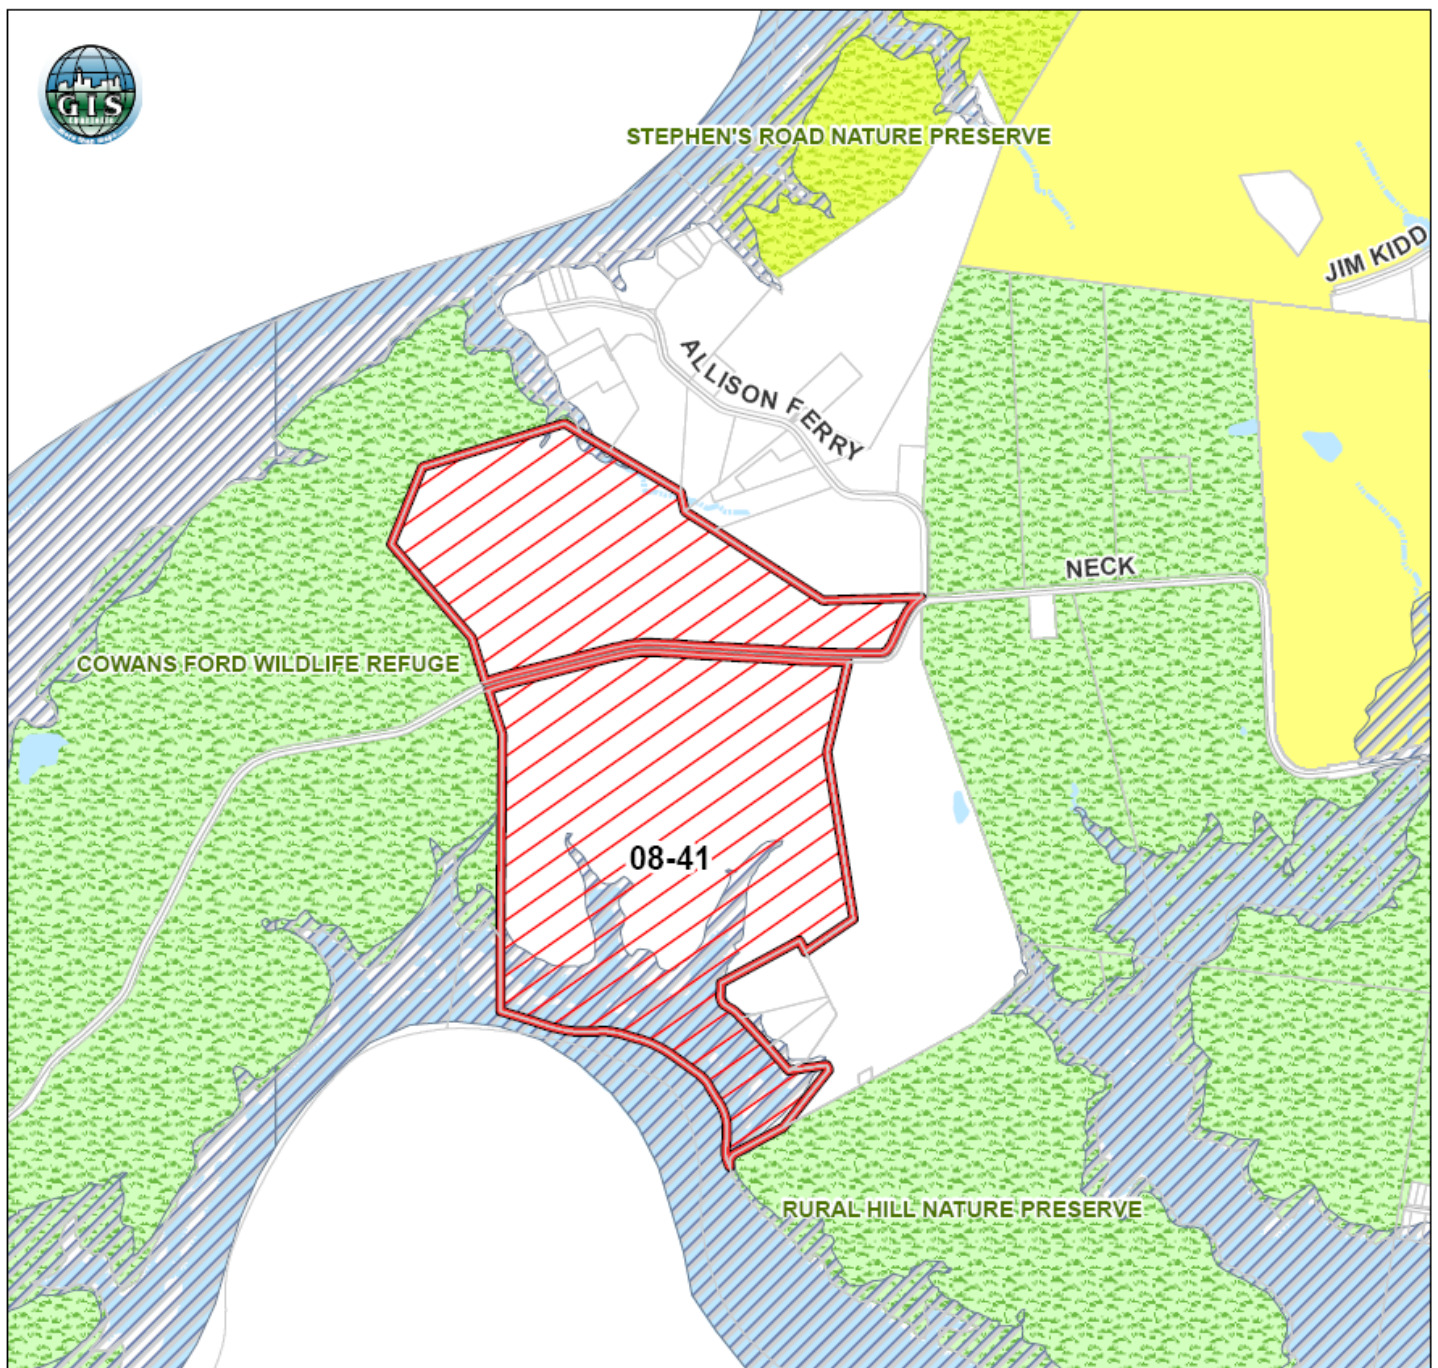 GIS
STEPHEN'S ROAD NATURE PRESERVE
JIM KIDD
ALLISON FERRY
NECK
COWANS FORD WILDLIFE REFUGE
08-41
RURAL HILL NATURE PRESERVE